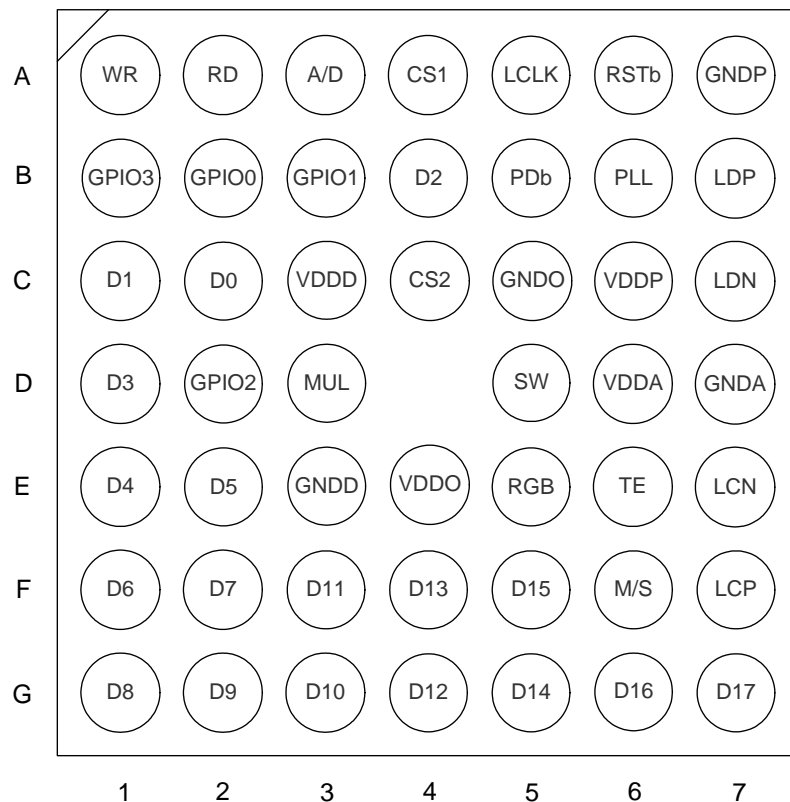 A WR RD A/D CS1 LCLK RSTb GNDP
B GPIO3 GPIO0 GPIO1 D2 PDb PLL LDP
C D1 D0 VDDD CS2 GNDO VDDP LDN
D D3 GPIO2 MUL SW VDDA GNDA
E D4 D5 GNDD VDDO RGB TE LCN
F D6 D7 D11 D13 D15 M/S LCP
G D8 D9 D10 D12 D14 D16 D17
1 2 3 4 5 6 7